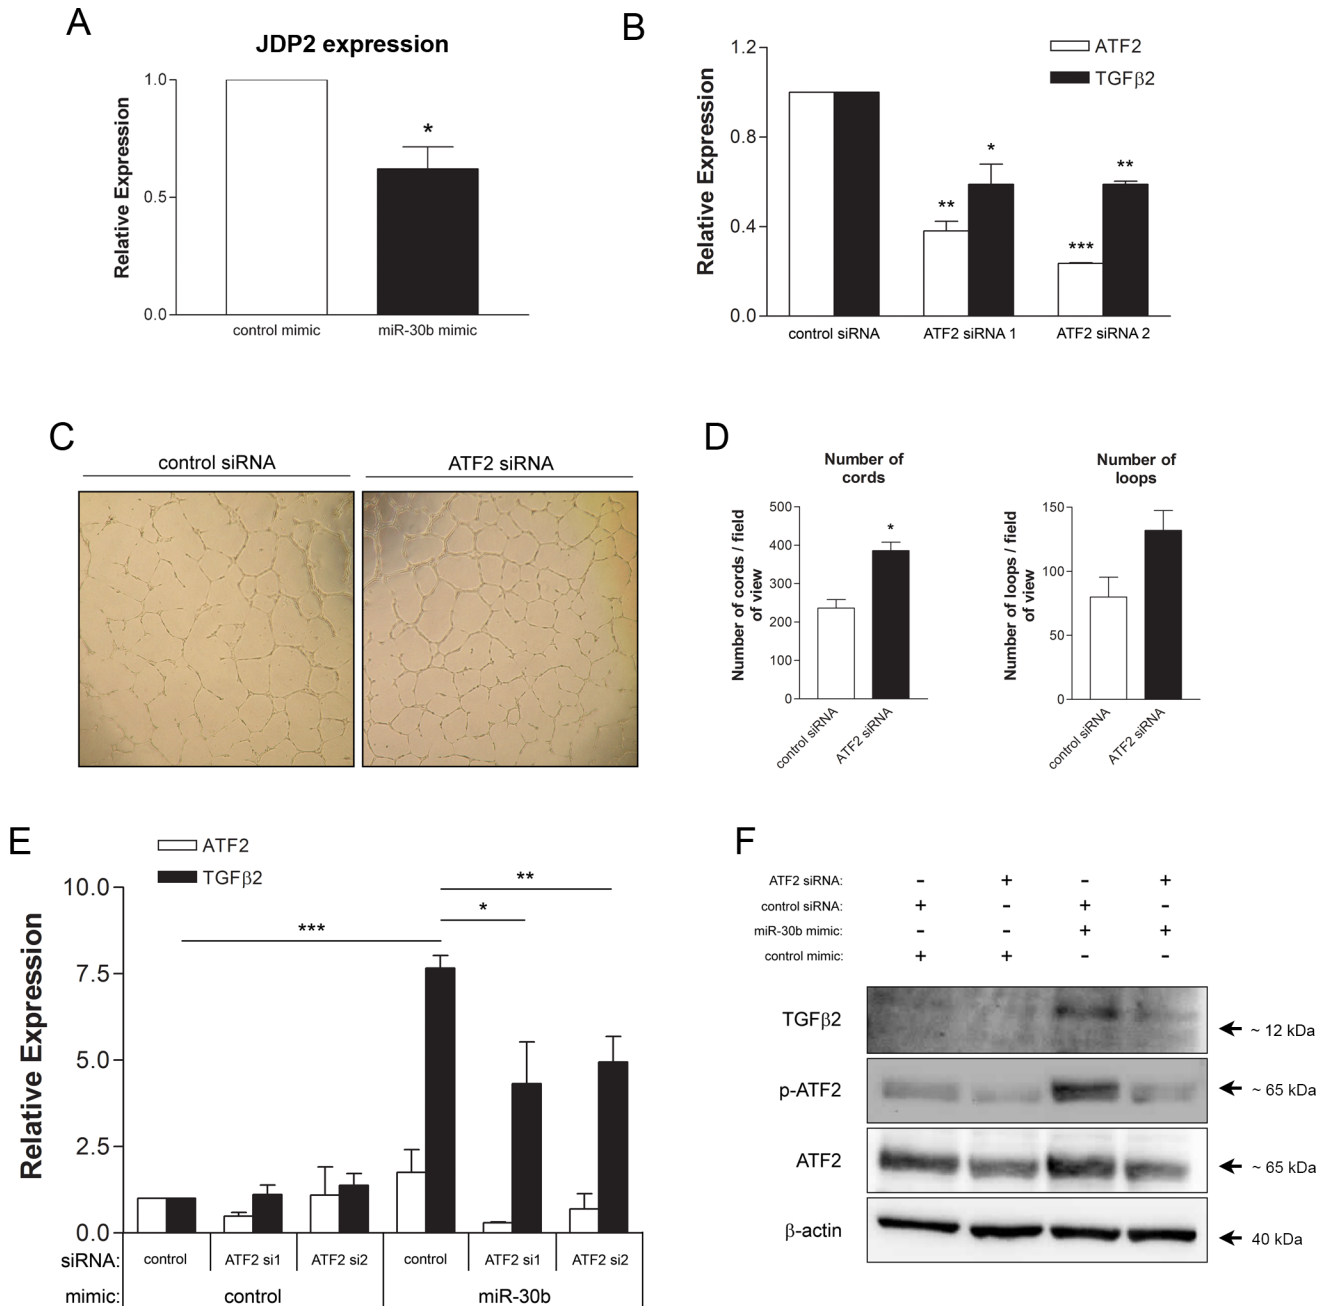 A
JDP2 expression
Relative Expression
1.0
0.5
0.0
*
control mimic
miR-30b mimic
B
ATF2
TGFβ2
Relative Expression
1.2
0.8
0.4
0.0
**
*
***
**
control siRNA
ATF2 siRNA 1
ATF2 siRNA 2
C
control siRNA
ATF2 siRNA
D
Number of
cords
Number of cords / field
of view
500
400
300
200
100
0
*
control siRNA
ATF2 siRNA
Number of
loops
Number of loops / field
of view
150
100
50
0
control siRNA
ATF2 siRNA
E
ATF2
TGFβ2
Relative Expression
10.0
7.5
5.0
2.5
0.0
***
*
**
siRNA: control ATF2 si1 ATF2 si2 control ATF2 si1 ATF2 si2
mimic: control miR-30b
F
ATF2 siRNA: - + - +
control siRNA: + - + -
miR-30b mimic: - - + +
control mimic: + + - -
TGFβ2 ~ 12 kDa
p-ATF2 ~ 65 kDa
ATF2 ~ 65 kDa
β-actin 40 kDa